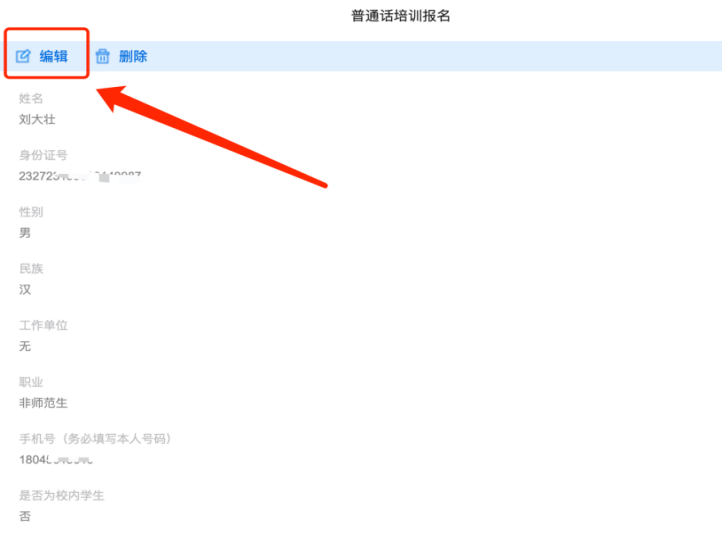 普通话培训报名
编辑 删除
姓名
刘大壮
身份证号
性别
男
民族
汉
工作单位
无
职业
非师范生
手机号（务必填写本人号码）
是否为校内学生
否